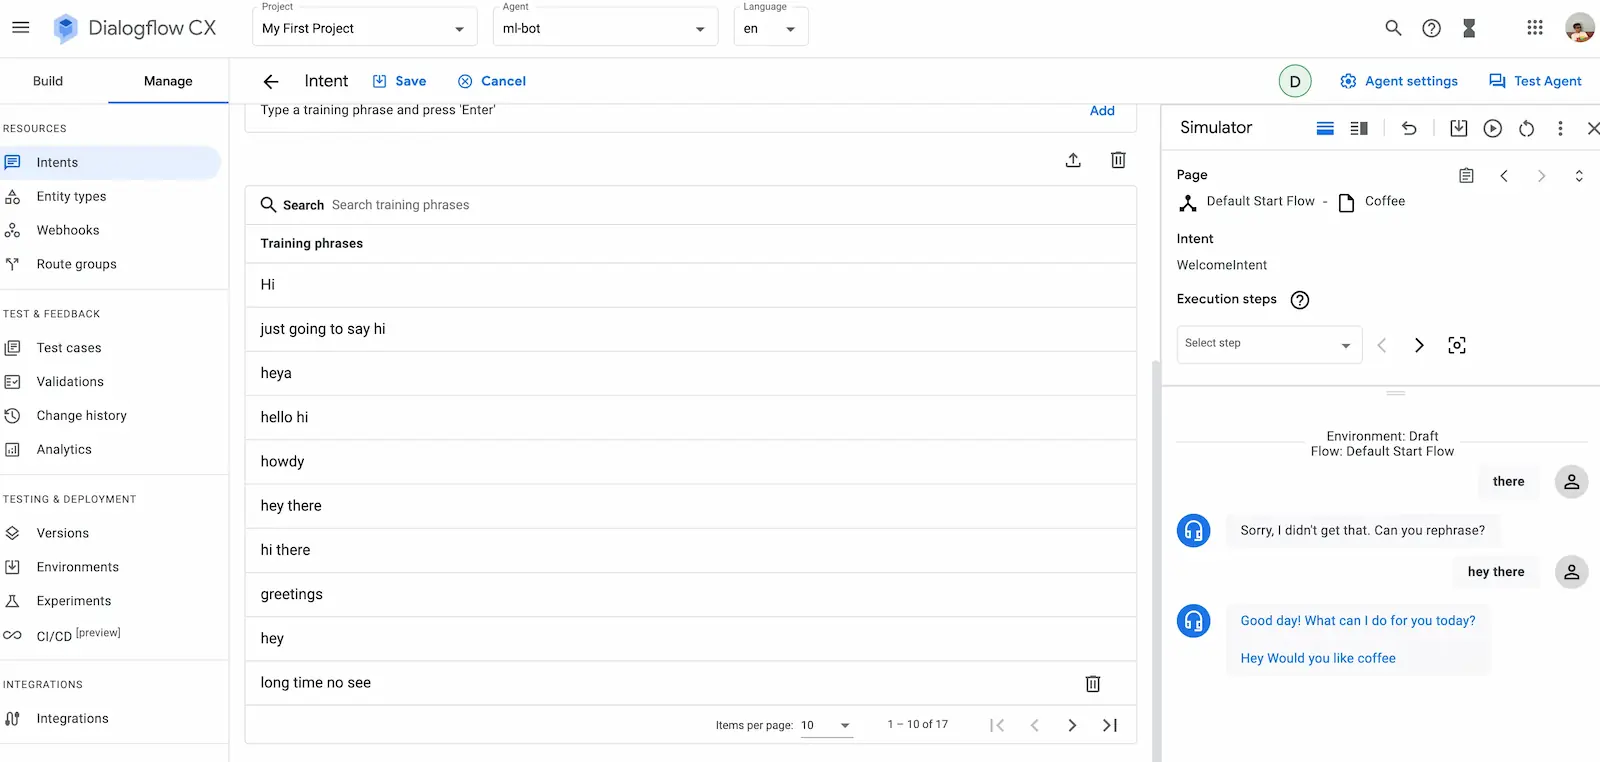 Dialogflow CX
Project
My First Project
Agent
ml-bot
Language
en
Build
Manage
Intent
Save
Cancel
D
Agent settings
Test Agent
RESOURCES
Intents
Entity types
Webhooks
Route groups
TEST & FEEDBACK
Test cases
Validations
Change history
Analytics
TESTING & DEPLOYMENT
Versions
Environments
Experiments
CI/CD [preview]
INTEGRATIONS
Integrations
Type a training phrase and press 'Enter'
Add
Search Search training phrases
Training phrases
Hi
just going to say hi
heya
hello hi
howdy
hey there
hi there
greetings
hey
long time no see
Items per page: 10
1 – 10 of 17
Simulator
Page
Default Start Flow - Coffee
Intent
WelcomeIntent
Execution steps
Select step
Environment: Draft
Flow: Default Start Flow
there
Sorry, I didn't get that. Can you rephrase?
hey there
Good day! What can I do for you today?
Hey Would you like coffee